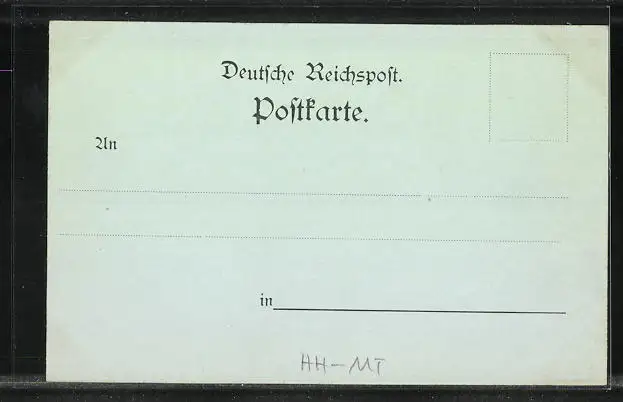 Deutsche Reichspost.
Postkarte.
An
in
HH-MT